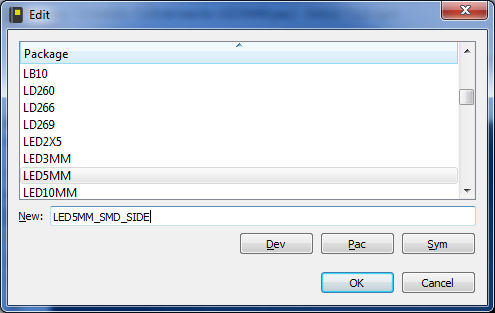 Edit
Package
LB10
LD260
LD266
LD269
LED2X5
LED3MM
LED5MM
LED10MM
New: LED5MM_SMD_SIDE
Dev Pac Sym
OK Cancel